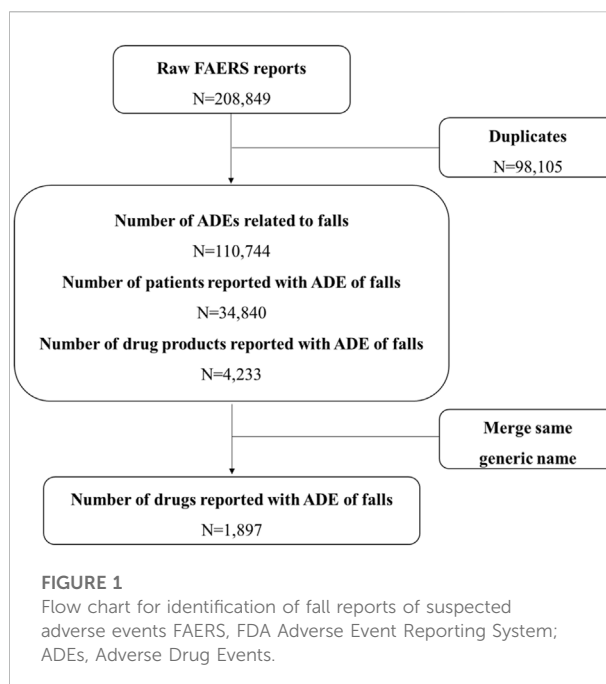 Raw FAERS reports
N=208,849
Duplicates
N=98,105
Number of ADEs related to falls
N=110,744
Number of patients reported with ADE of falls
N=34,840
Number of drug products reported with ADE of falls
N=4,233
Merge same
generic name
Number of drugs reported with ADE of falls
N=1,897
FIGURE 1
Flow chart for identification of fall reports of suspected
adverse events FAERS, FDA Adverse Event Reporting System;
ADEs, Adverse Drug Events.